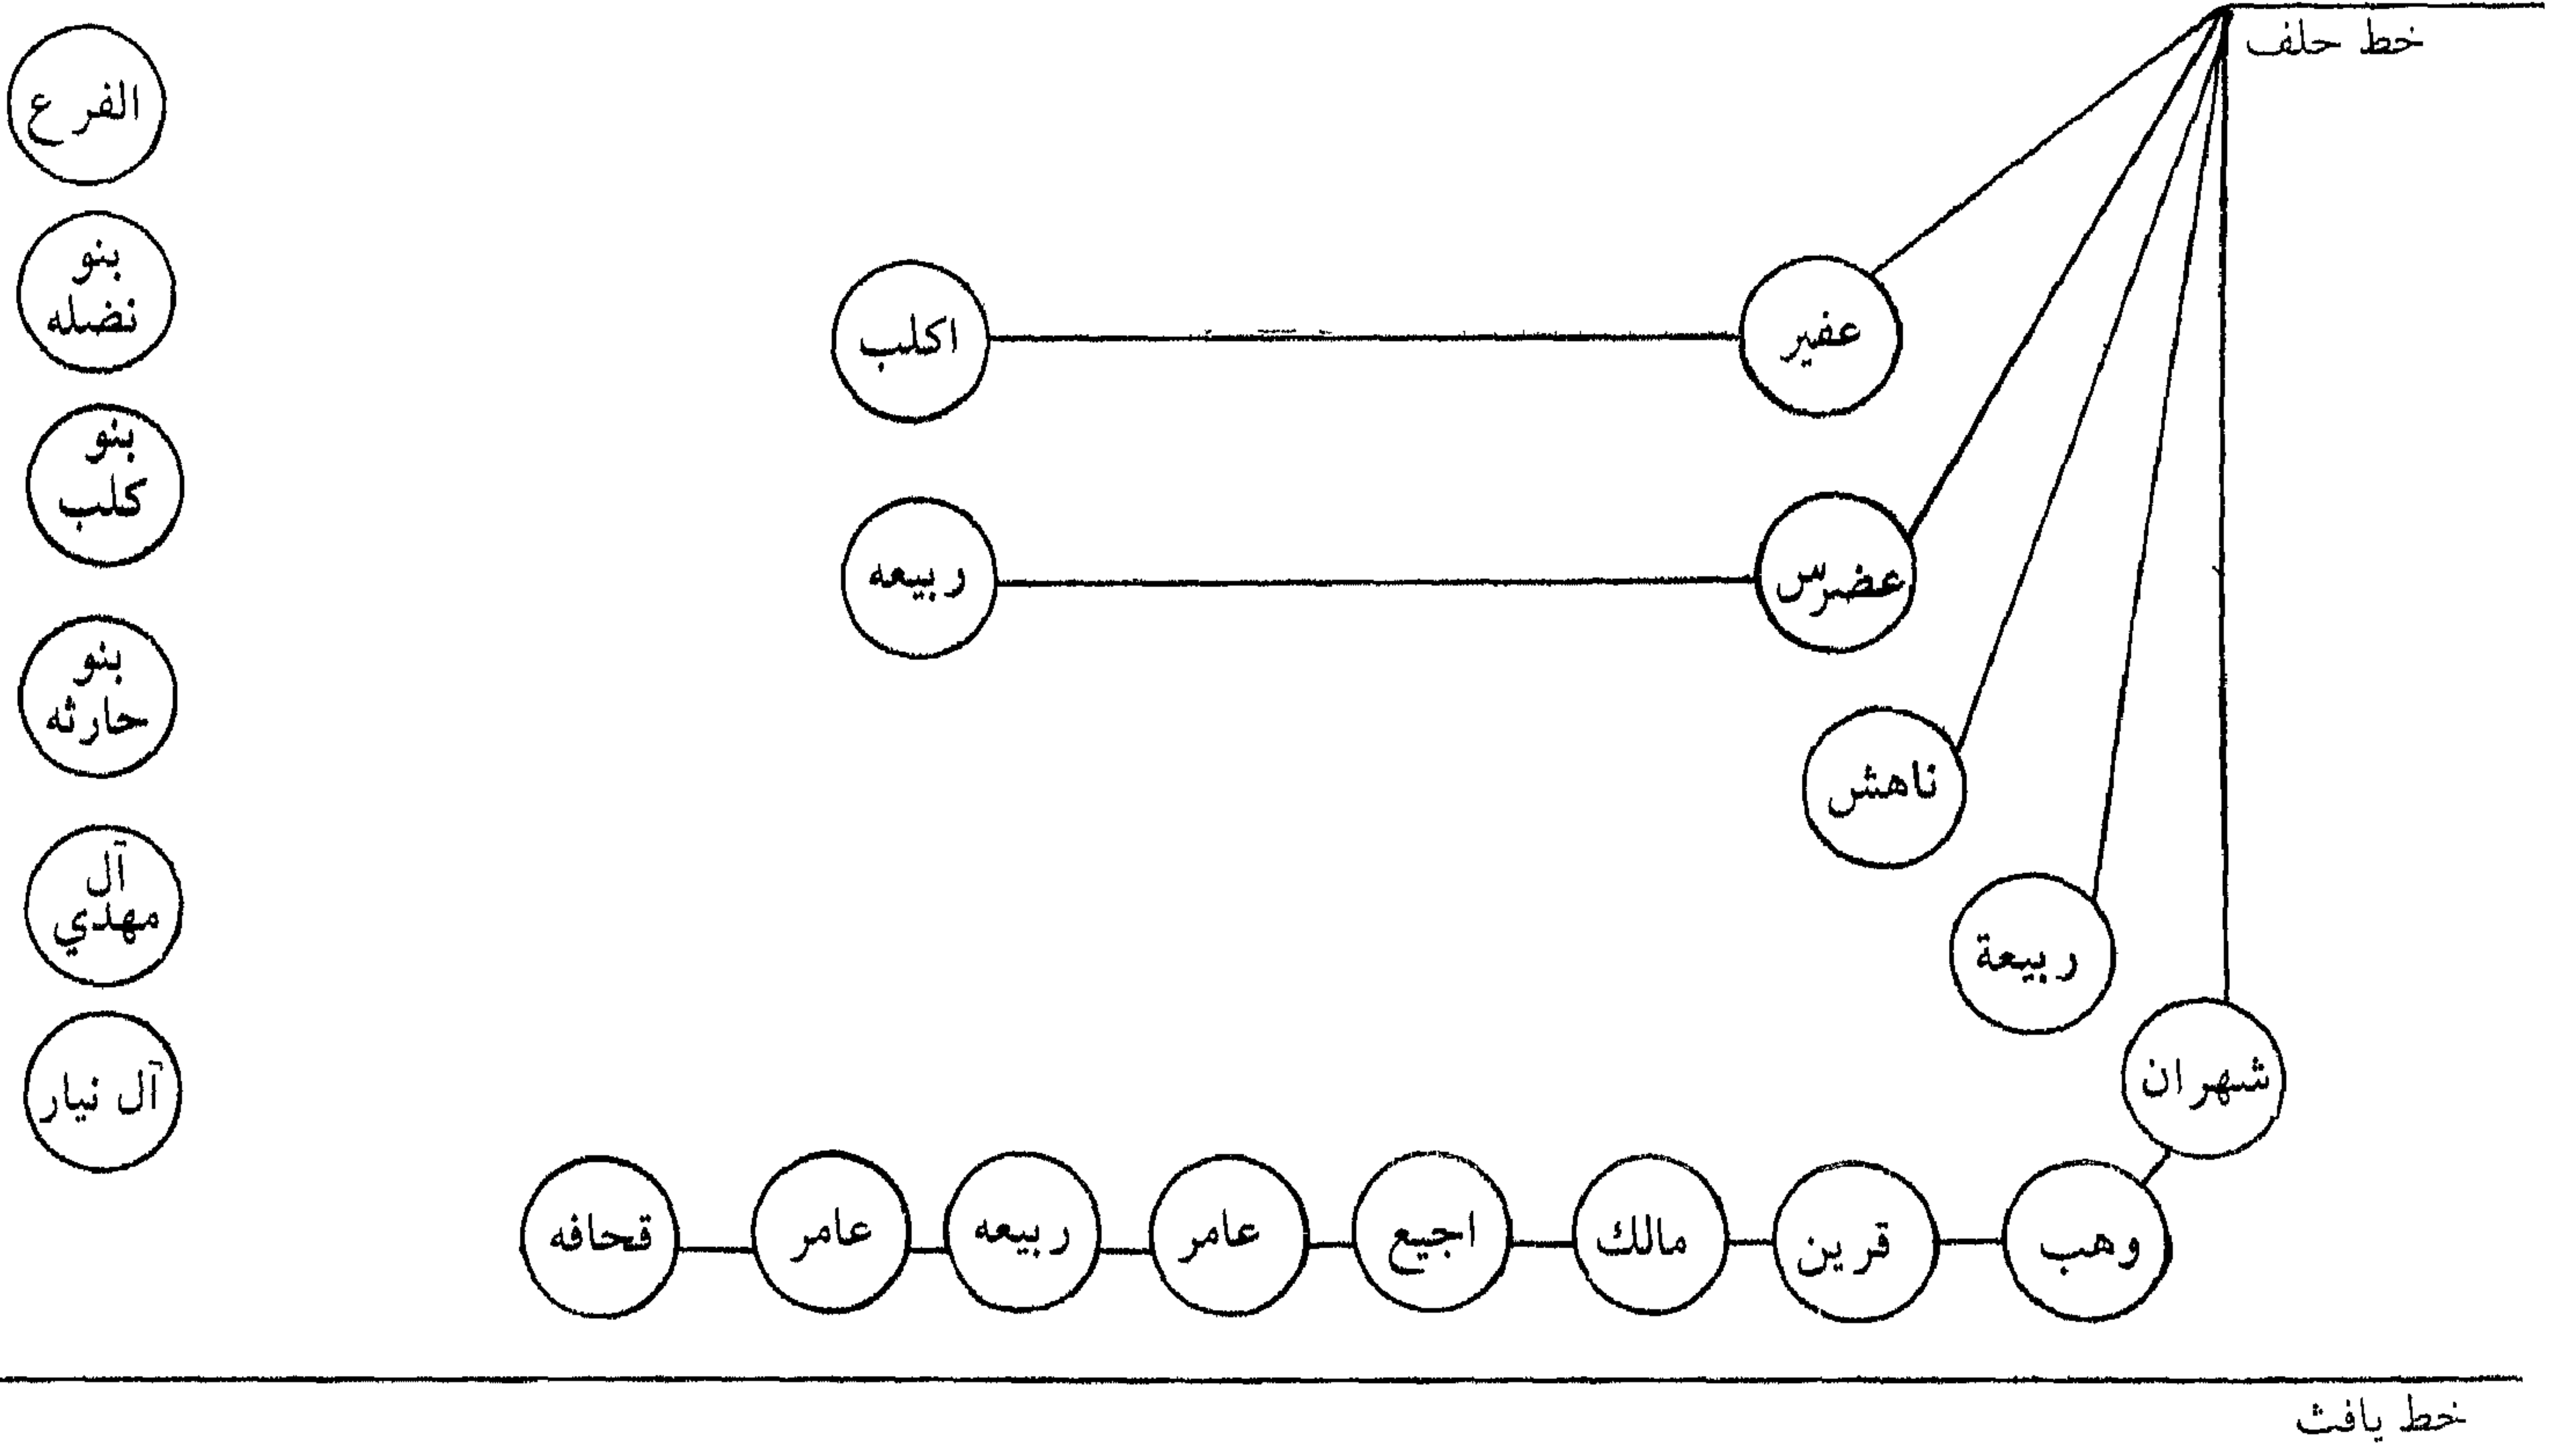 خط حلف
الفرع
بنو
نضله
عفير
اكلب
بنو
كلب
عضرس
ربيعه
بنو
حارثه
ناهش
آل
مهدي
ربيعة
شهران
آل نيار
وهب
قرين
مالك
اجيع
عامر
ربيعه
عامر
قحافه
خط يافث